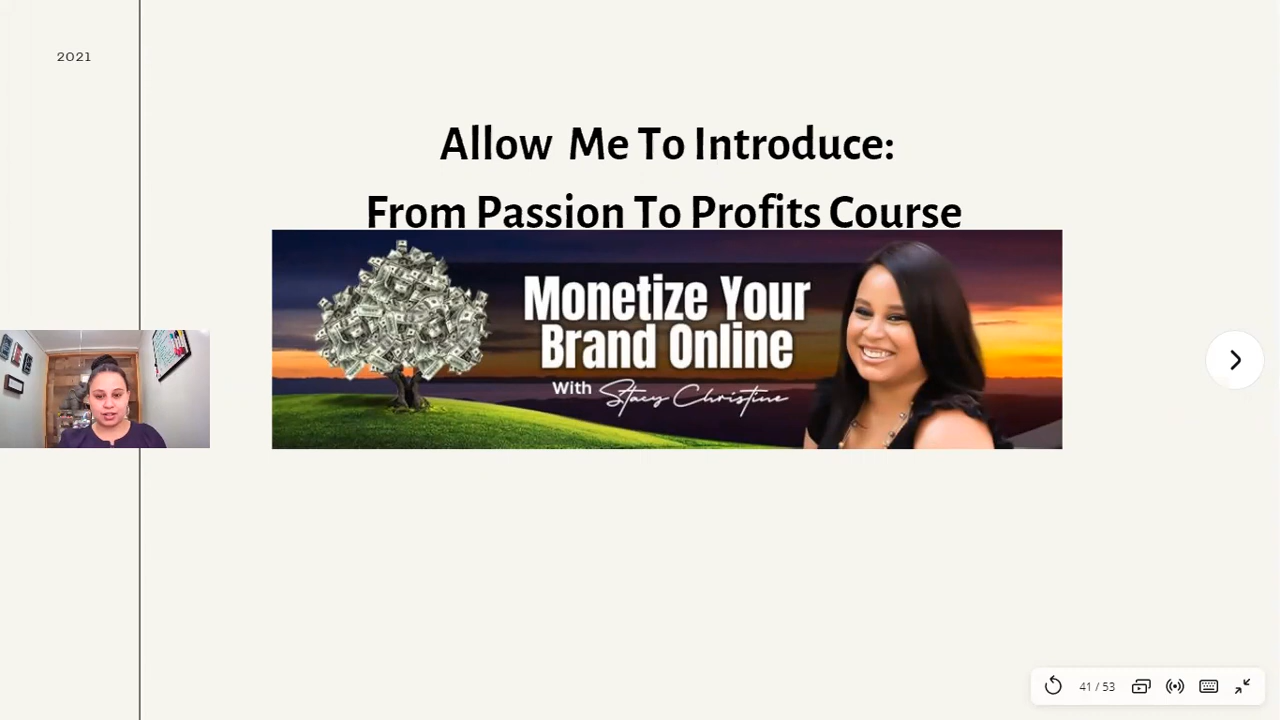 2021
Allow Me To Introduce:
From Passion To Profits Course
Monetize Your
Brand Online
With Stacy Christine
41 / 53